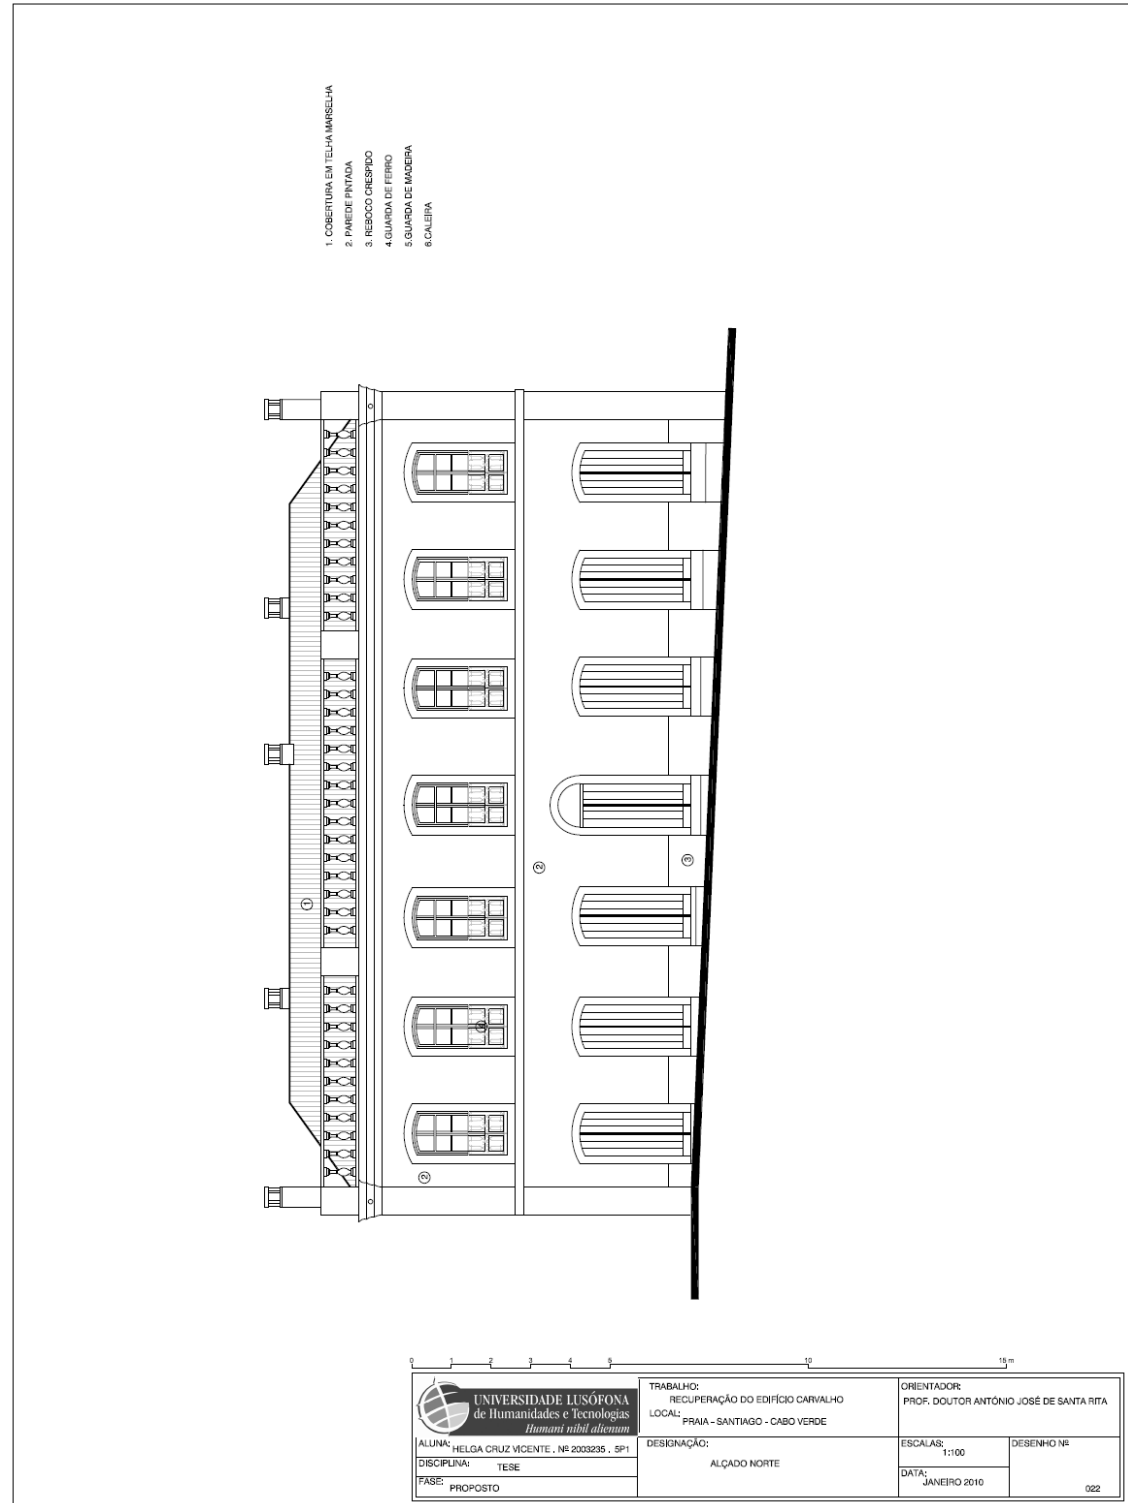 1. COBERTURA EM TELHA MARSELHA
2. PAREDE PINTADA
3. REBOCO CRESPIDO
4.GUARDA DE FERRO
5.GUARDA DE MADEIRA
6.CALEIRA
1
2
3
2
0 1 2 3 4 5 10 15 m
UNIVERSIDADE LUSÓFONA
de Humanidades e Tecnologias
Humani nihil alienum
ALUNA: HELGA CRUZ VICENTE . Nº 2003235 . 5P1
DISCIPLINA: TESE
FASE: PROPOSTO
TRABALHO:
RECUPERAÇÃO DO EDIFÍCIO CARVALHO
LOCAL:
PRAIA - SANTIAGO - CABO VERDE
DESIGNAÇÃO:
ALÇADO NORTE
ORIENTADOR:
PROF. DOUTOR ANTÓNIO JOSÉ DE SANTA RITA
ESCALAS:
1:100
DATA:
JANEIRO 2010
DESENHO Nº
022